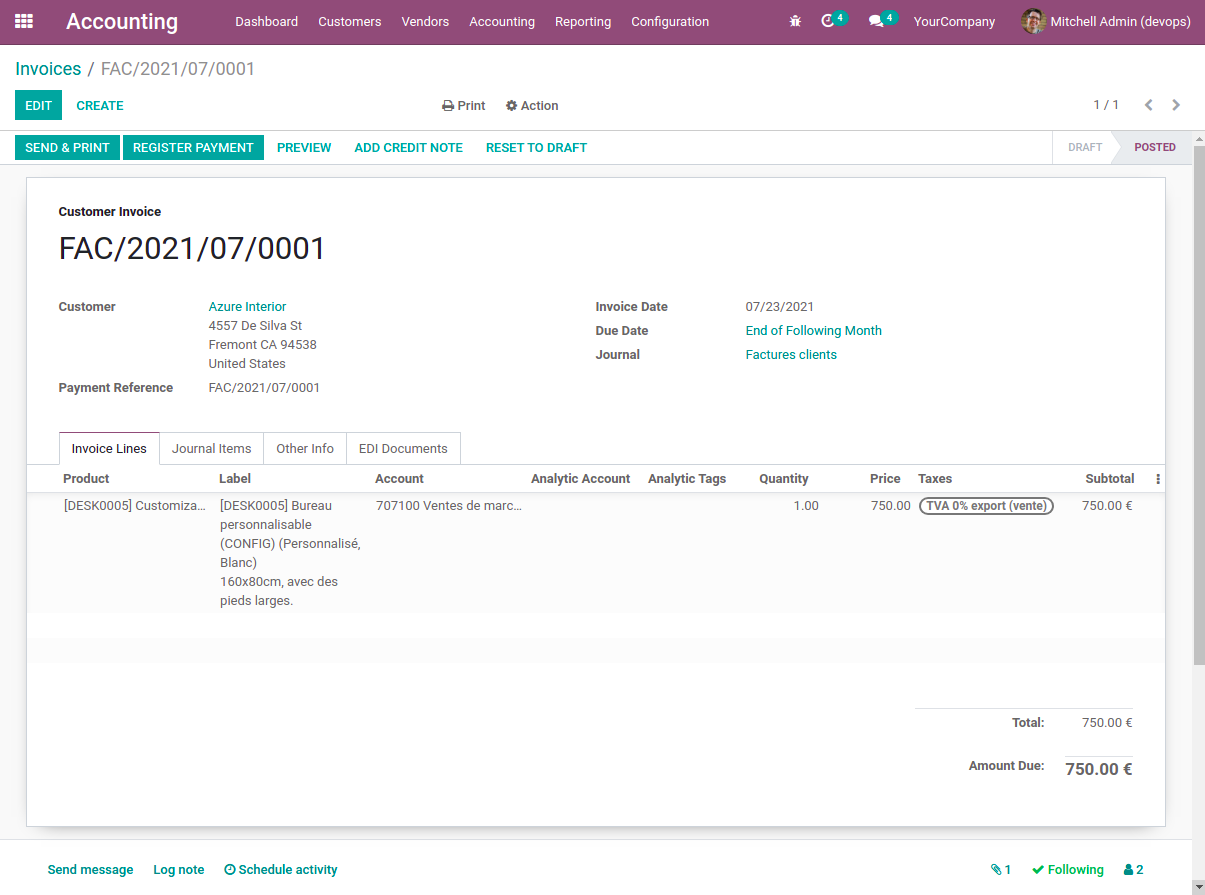 Accounting Dashboard Customers Vendors Accounting Reporting Configuration 4 4 YourCompany Mitchell Admin (devops)
Invoices / FAC/2021/07/0001
EDIT CREATE Print Action 1 / 1
SEND & PRINT REGISTER PAYMENT PREVIEW ADD CREDIT NOTE RESET TO DRAFT DRAFT POSTED
Customer Invoice
FAC/2021/07/0001
Customer Azure Interior Invoice Date 07/23/2021
4557 De Silva St
Due Date End of Following Month
Fremont CA 94538
Journal Factures clients
United States
Payment Reference FAC/2021/07/0001
Invoice Lines Journal Items Other Info EDI Documents
Product Label Account Analytic Account Analytic Tags Quantity Price Taxes Subtotal
[DESK0005] Customiza... [DESK0005] Bureau 707100 Ventes de marc... 1.00 750.00 TVA 0% export (vente) 750.00 €
personnalisable
(CONFIG) (Personnalisé,
Blanc)
160x80cm, avec des
pieds larges.
Total: 750.00 €
Amount Due: 750.00 €
Send message Log note Schedule activity 1 Following 2